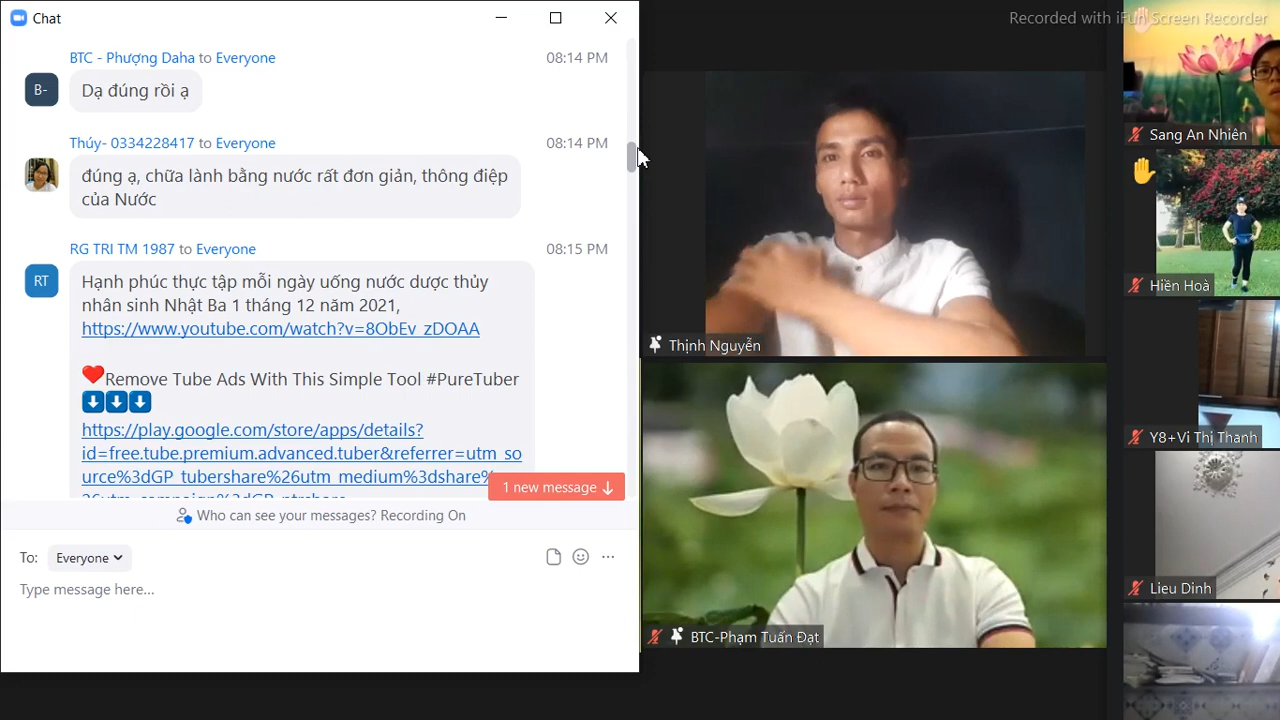 Chat
BTC - Phượng Daha to Everyone 08:14 PM
B-
Dạ đúng rồi ạ
Thúy- 0334228417 to Everyone 08:14 PM
đúng ạ, chữa lành bằng nước rất đơn giản, thông điệp
của Nước
RG TRI TM 1987 to Everyone 08:15 PM
RT
Hạnh phúc thực tập mỗi ngày uống nước dược thủy
nhân sinh Nhật Ba 1 tháng 12 năm 2021,
https://www.youtube.com/watch?v=8ObEv_zDOAA
Remove Tube Ads With This Simple Tool #PureTuber
https://play.google.com/store/apps/details?
id=free.tube.premium.advanced.tuber&referrer=utm_so
urce%3dGP_tubershare%26utm_medium%3dshare%
1 new message
Who can see your messages? Recording On
To: Everyone
Type message here...
Recorded with iFun Screen Recorder
Thịnh Nguyễn
BTC-Phạm Tuấn Đạt
Sang An Nhiên
Hiền Hoà
Y8+Vi Thị Thanh
Lieu Dinh